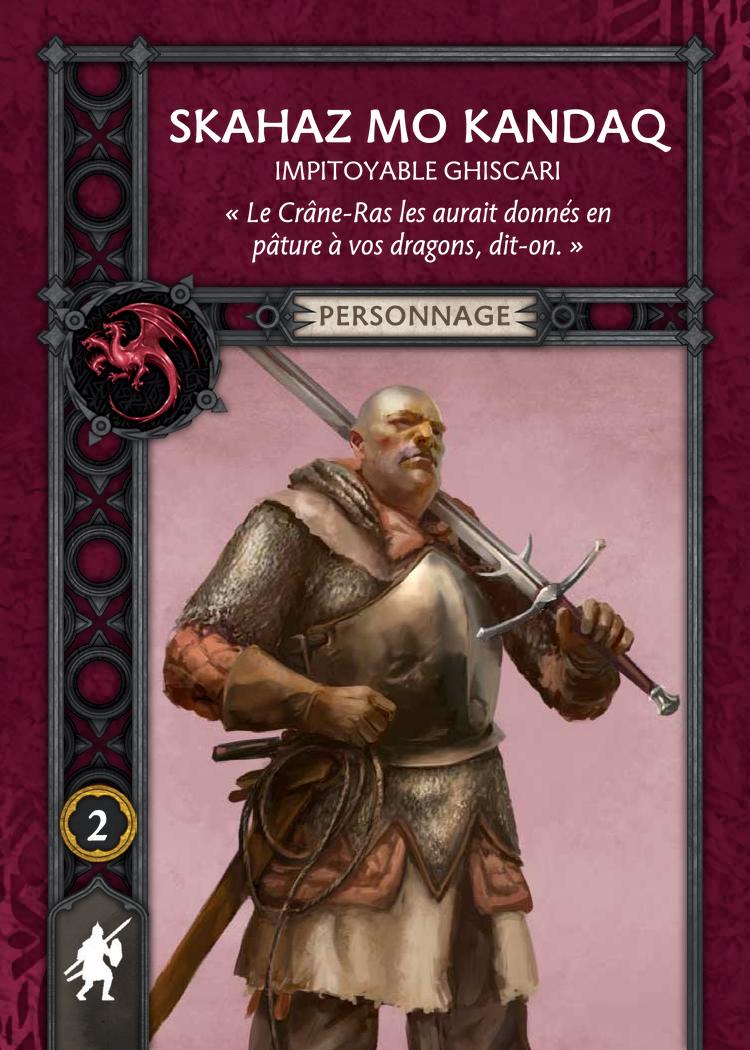 SKAHAZ MO KANDAQ
IMPITOYABLE GHISCARI
« Le Crâne-Ras les aurait donnés en
pâture à vos dragons, dit-on. »
PERSONNAGE
2